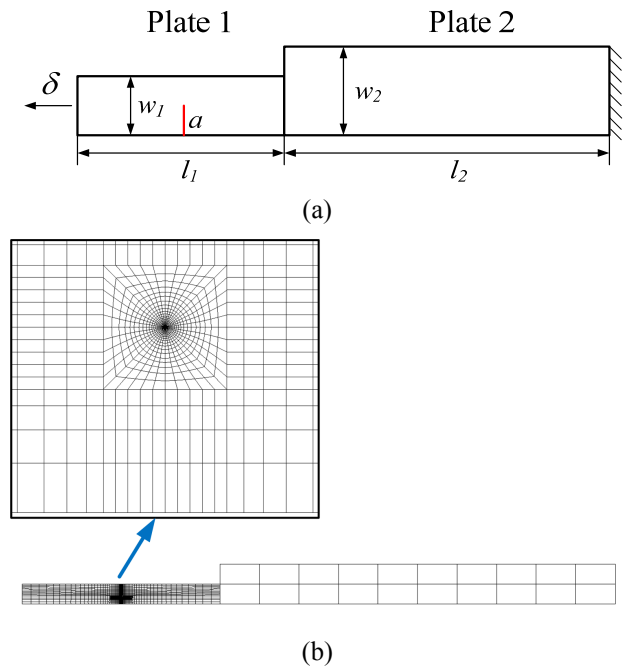 Plate 1
Plate 2
δ
w₁
a
w₂
l₁
l₂
(a)
(b)